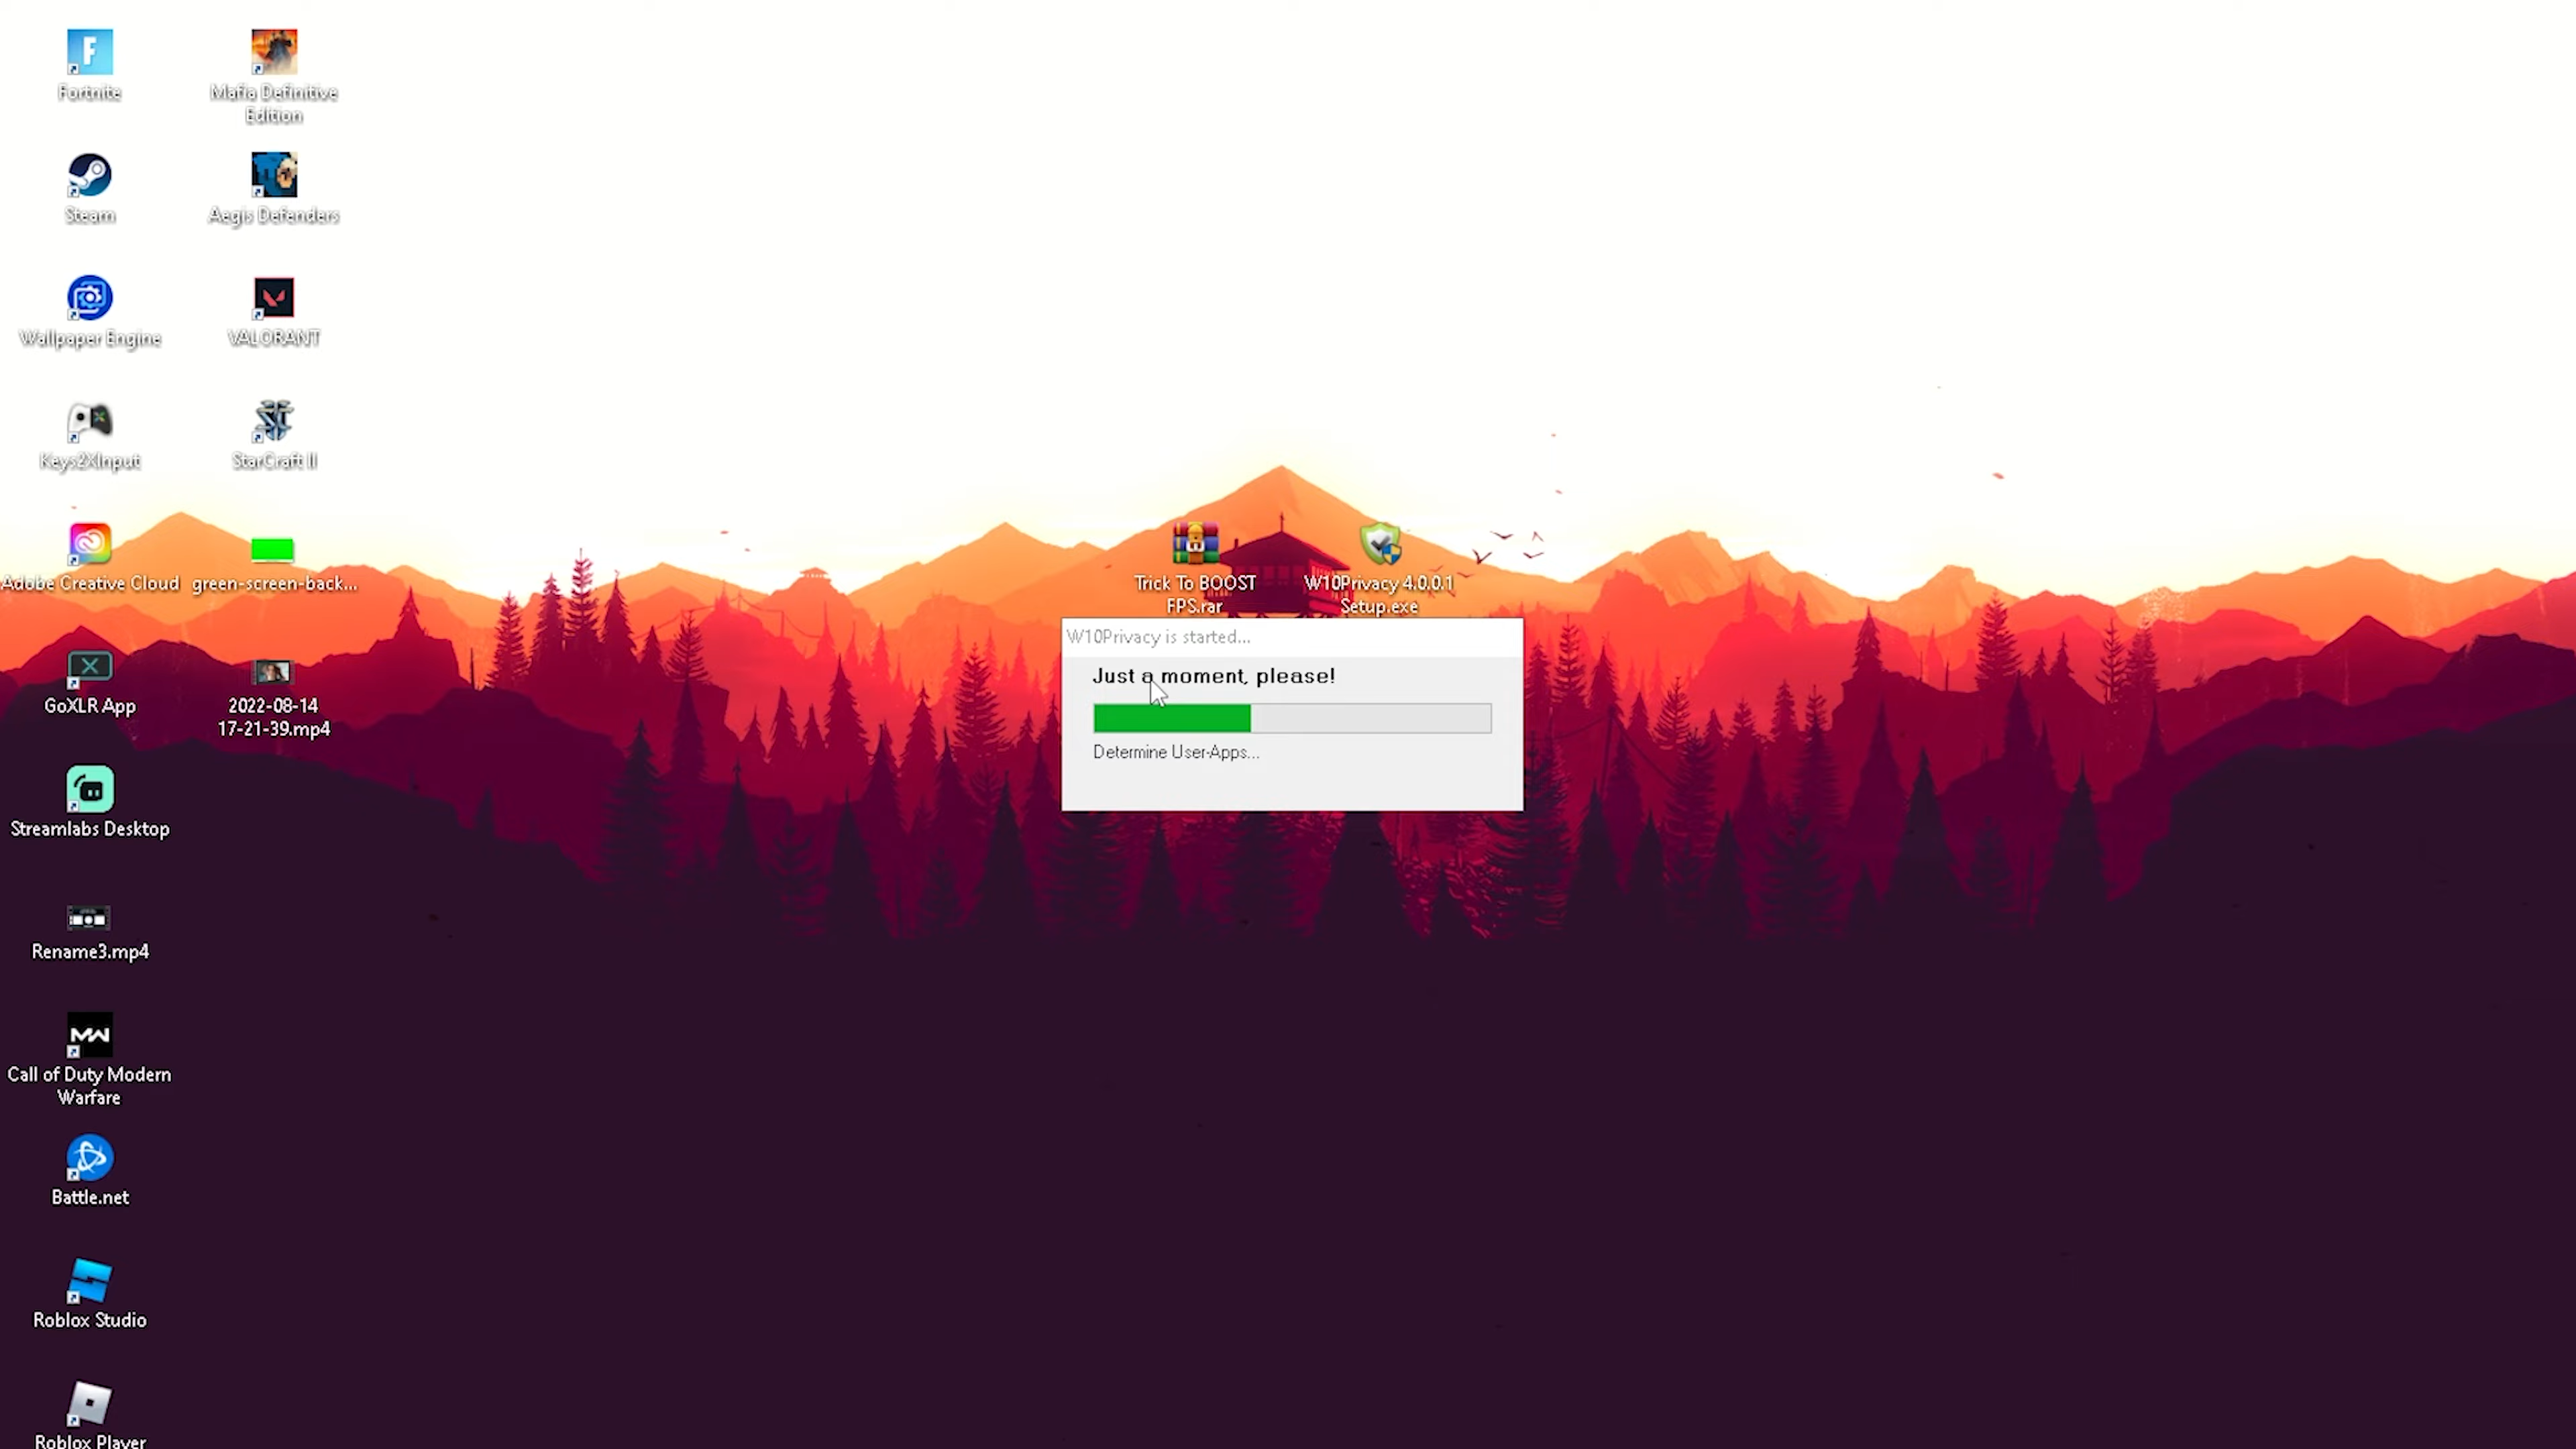 Fortnite
Mafia Definitive
Edition
Steam
Aegis Defenders
Wallpaper Engine
VALORANT
Keys2XInput
StarCraft II
Adobe Creative Cloud
green-screen-back...
Trick To BOOST
FPS.rar
W10Privacy 4.0.0.1
Setup.exe
W10Privacy is started...
Just a moment, please!
Determine User-Apps...
GoXLR App
2022-08-14
17-21-39.mp4
Streamlabs Desktop
Rename3.mp4
Call of Duty Modern
Warfare
Battle.net
Roblox Studio
Roblox Player